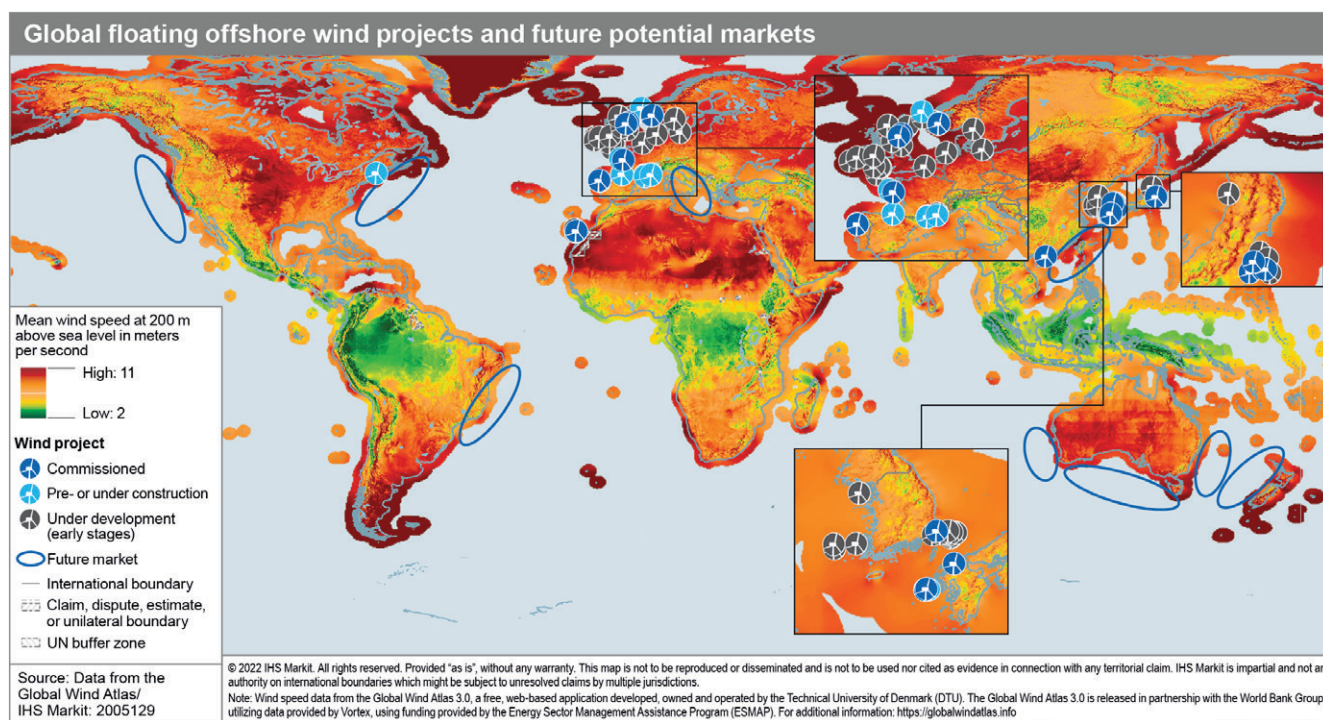 Global floating offshore wind projects and future potential markets
Mean wind speed at 200 m
above sea level in meters
per second
High: 11
Low: 2
Wind project
Commissioned
Pre- or under construction
Under development
(early stages)
Future market
International boundary
Claim, dispute, estimate,
or unilateral boundary
UN buffer zone
Source: Data from the
Global Wind Atlas/
IHS Markit: 2005129
© 2022 IHS Markit. All rights reserved. Provided "as is", without any warranty. This map is not to be reproduced or disseminated and is not to be used nor cited as evidence in connection with any territorial claim. IHS Markit is impartial and not an
authority on international boundaries which might be subject to unresolved claims by multiple jurisdictions.
Note: Wind speed data from the Global Wind Atlas 3.0, a free, web-based application developed, owned and operated by the Technical University of Denmark (DTU). The Global Wind Atlas 3.0 is released in partnership with the World Bank Group,
utilizing data provided by Vortex, using funding provided by the Energy Sector Management Assistance Program (ESMAP). For additional information: https://globalwindatlas.info